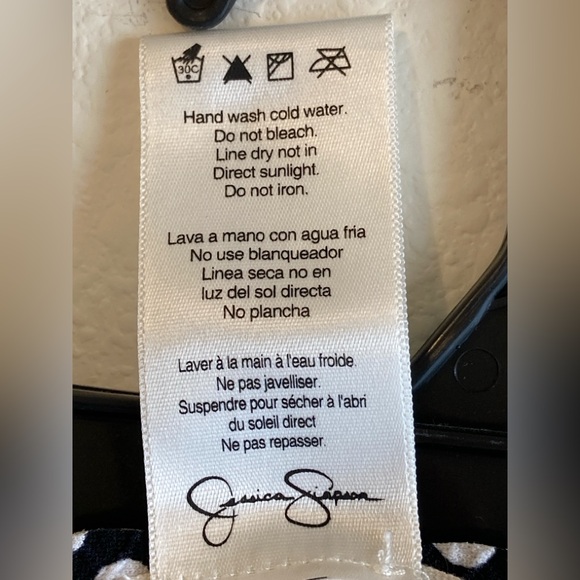 30C
Hand wash cold water.
Do not bleach.
Line dry not in
Direct sunlight.
Do not iron.
Lava a mano con agua fria
No use blanqueador
Linea seca no en
luz del sol directa
No plancha
Laver à la main à l'eau froide.
Ne pas javelliser.
Suspendre pour sécher à l'abri
du soleil direct
Ne pas repasser.
Jessica Simpson